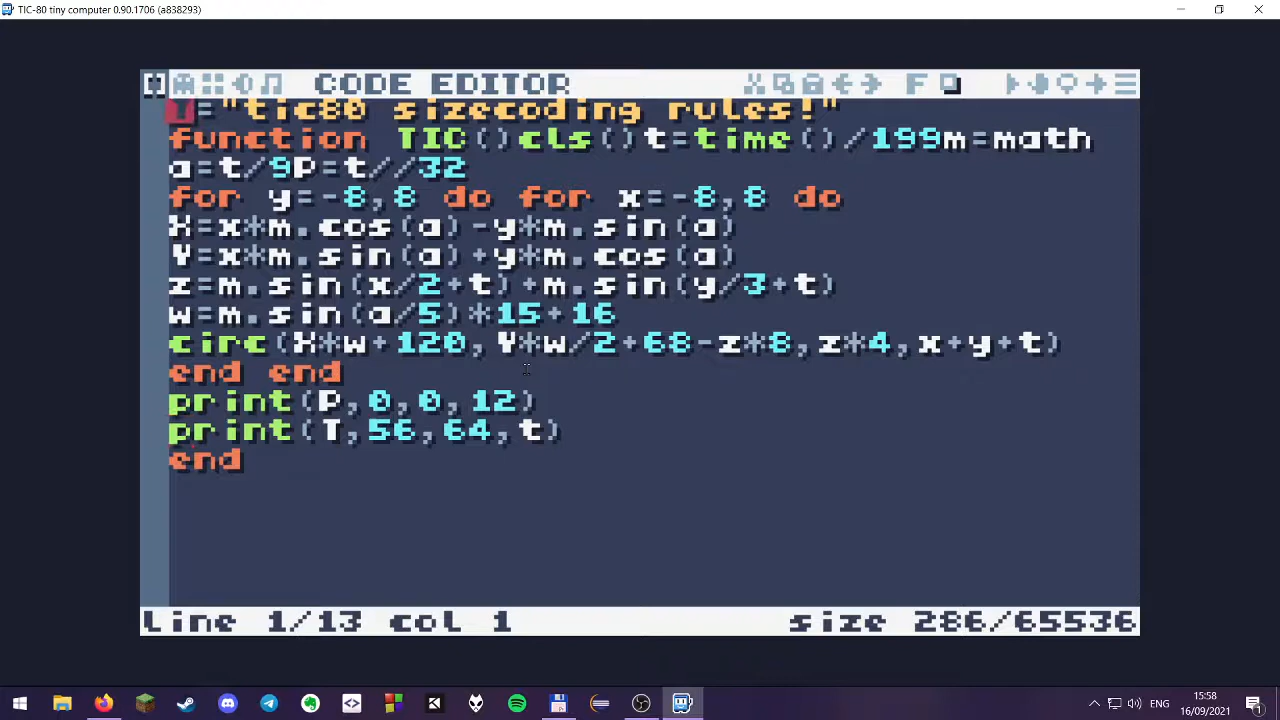 TIC-80 tiny computer 0.90.1706 (a838293)
CODE EDITOR
F
T="tic80 sizecoding rules!"
function TIC()cls()t=time()/199m=math
a=t/9P=t//32
for y=-8,8 do for x=-8,8 do
X=x*m.cos(a)-y*m.sin(a)
Y=x*m.sin(a)+y*m.cos(a)
z=m.sin(x/2+t)+m.sin(y/3+t)
w=m.sin(a/5)*15+16
circ(X*w+120,Y*w/2+68-z*8,z*4,x+y+t)
end end
print(P,0,0,12)
print(T,56,64,t)
end
line 1/13 col 1
size 286/65536
ENG
15:58
16/09/2021
1